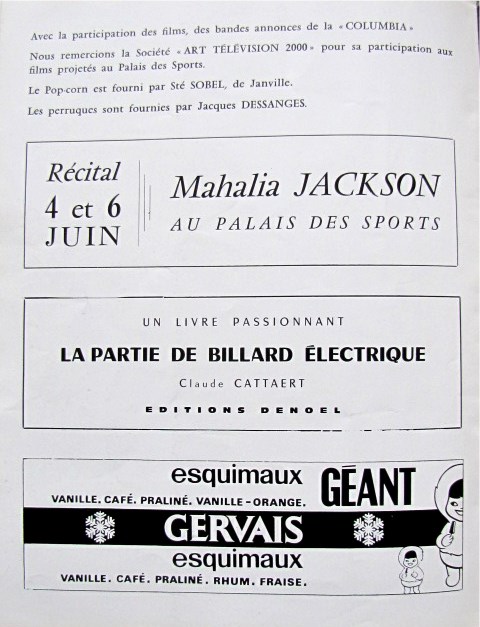 Avec la participation des films, des bandes annonces de la « COLUMBIA »
Nous remercions la Société « ART TÉLÉVISION 2000 » pour sa participation aux
films projetés au Palais des Sports.
Le Pop-corn est fourni par Sté SOBEL, de Janville.
Les perruques sont fournies par Jacques DESSANGES.
Récital
4 et 6
JUIN
Mahalia JACKSON
AU PALAIS DES SPORTS
UN LIVRE PASSIONNANT
LA PARTIE DE BILLARD ÉLECTRIQUE
Claude CATTAERT
EDITIONS DENOEL
esquimaux GÉANT
VANILLE. CAFÉ. PRALINÉ. VANILLE-ORANGE.
GERVAIS
esquimaux
VANILLE. CAFÉ. PRALINÉ. RHUM. FRAISE.